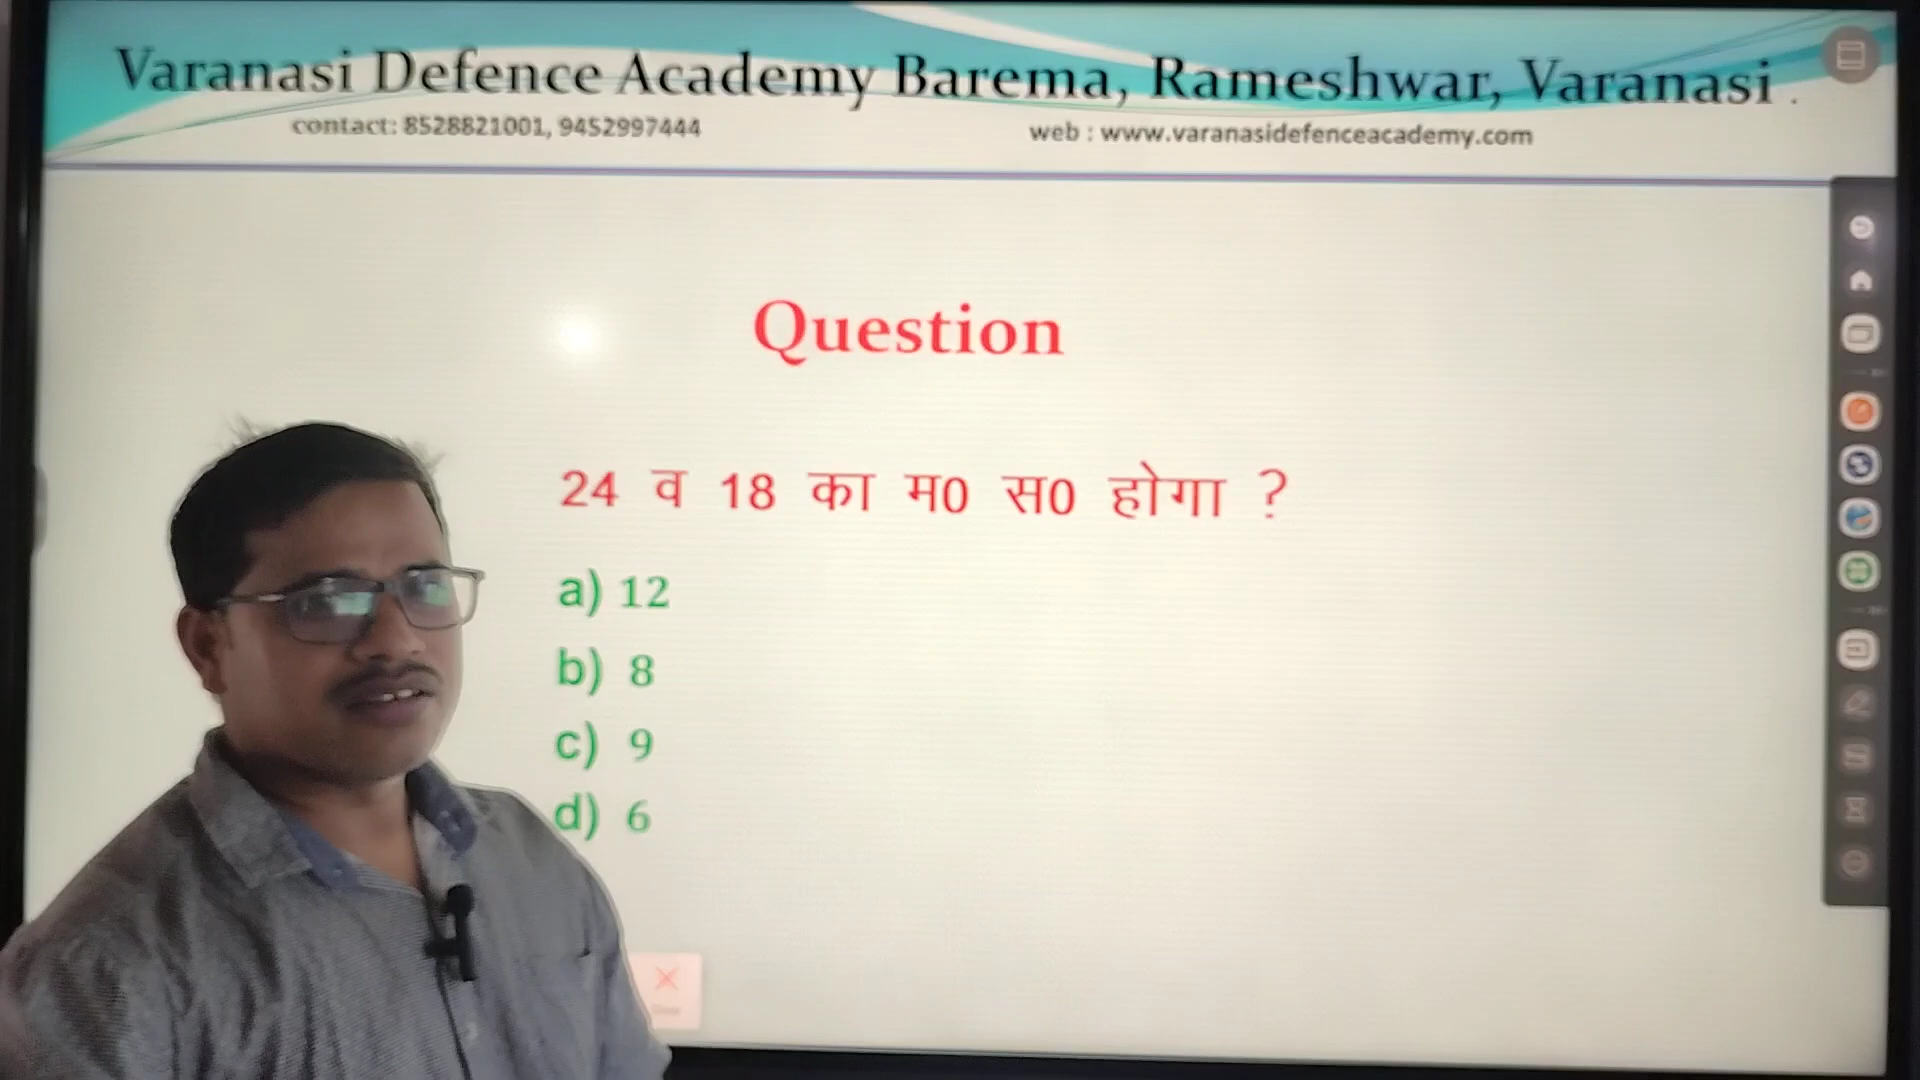 Varanasi Defence Academy Barema, Rameshwar, Varanasi .
contact: 8528821001, 9452997444 web : www.varanasidefenceacademy.com
Question
24 व 18 का म0 स0 होगा ?
a) 12
b) 8
c) 9
d) 6